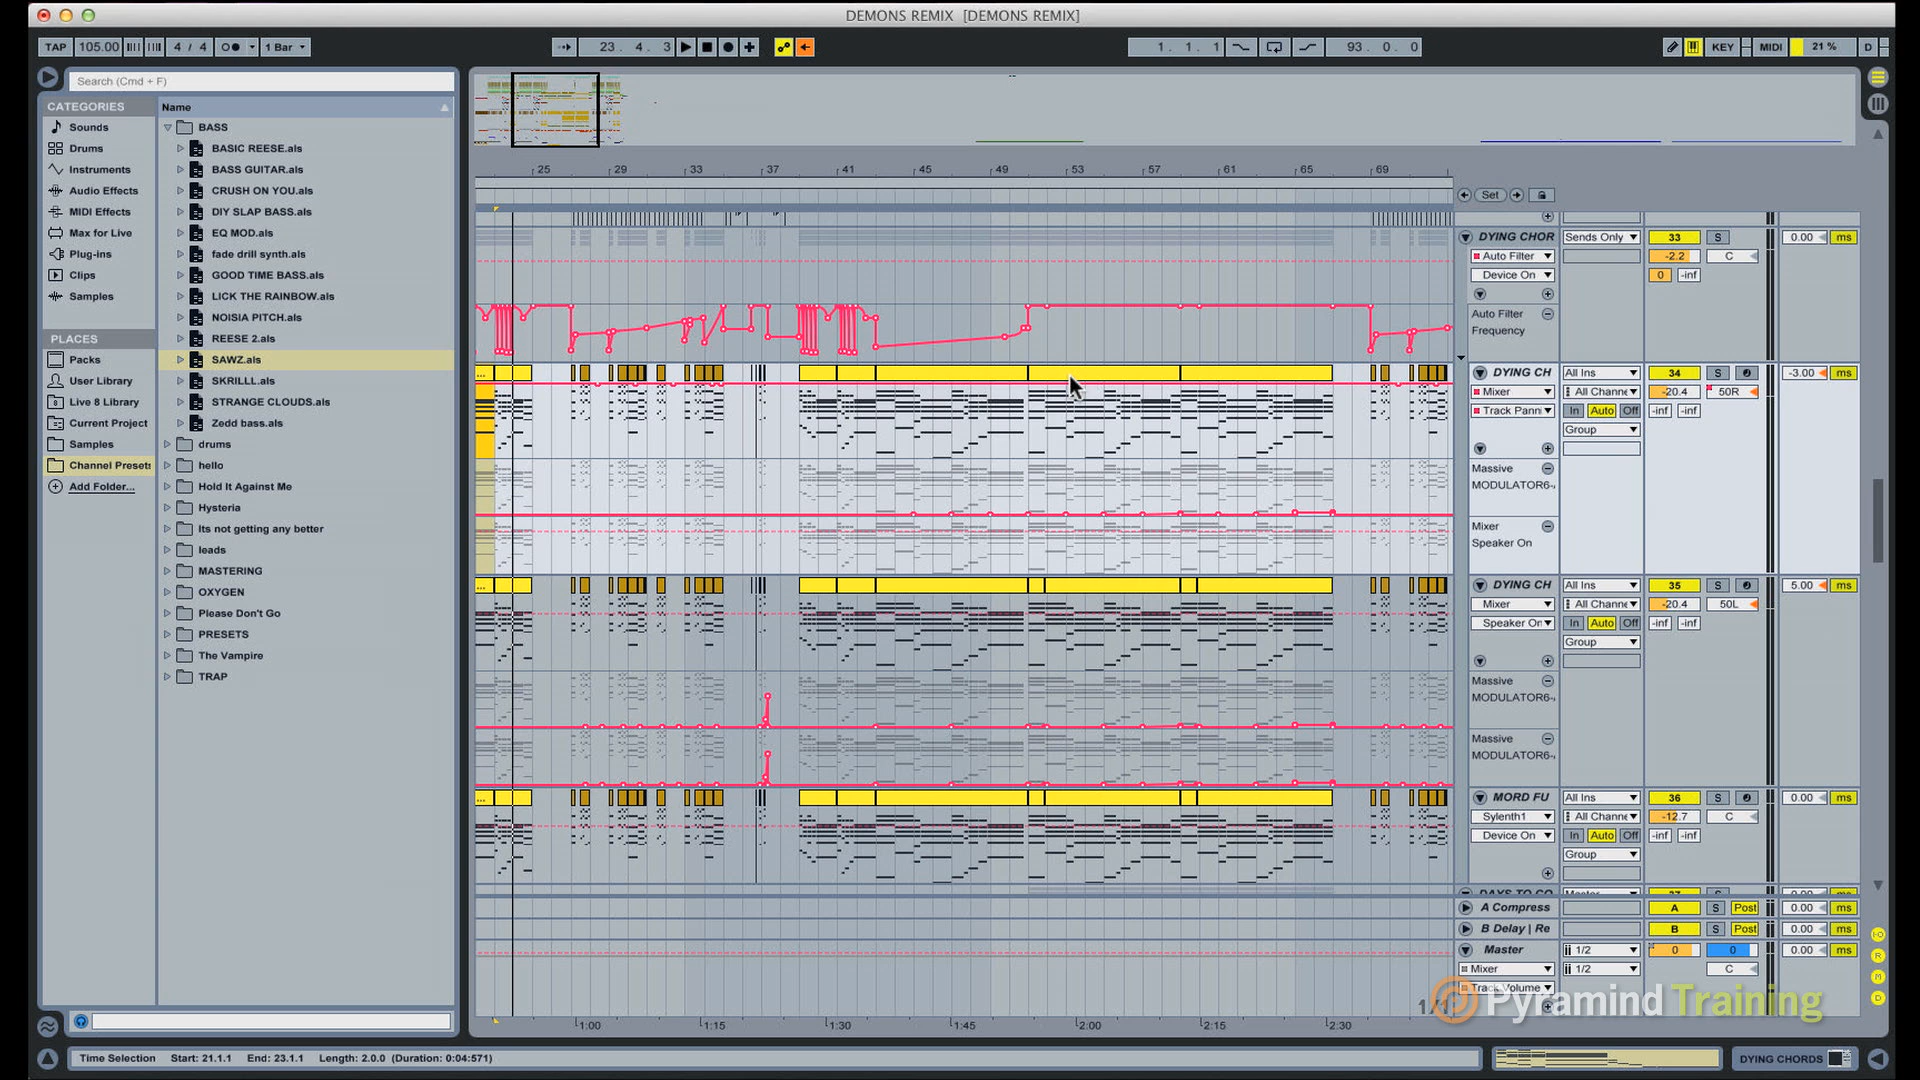 DEMONS REMIX [DEMONS REMIX]
TAP 105.00 4 / 4 1 Bar 23 . 4 . 3 1 . 1 . 1 93 . 0 . 0 KEY MIDI 21 % D
Search (Cmd + F)
CATEGORIES
Sounds
Drums
Instruments
Audio Effects
MIDI Effects
Max for Live
Plug-ins
Clips
Samples
PLACES
Packs
User Library
Live 8 Library
Current Project
Samples
Channel Presets
Add Folder...
Name
BASS
BASIC REESE.als
BASS GUITAR.als
CRUSH ON YOU.als
DIY SLAP BASS.als
EQ MOD.als
fade drill synth.als
GOOD TIME BASS.als
LICK THE RAINBOW.als
NOISIA PITCH.als
REESE 2.als
SAWZ.als
SKRILLL.als
STRANGE CLOUDS.als
Zedd bass.als
drums
hello
Hold It Against Me
Hysteria
Its not getting any better
leads
MASTERING
OXYGEN
Please Don't Go
PRESETS
The Vampire
TRAP
25 29 33 37 41 45 49 53 57 61 65 69
Set
DYING CHOR Sends Only 33 S 0.00 ms
Auto Filter -2.2 C
Device On 0 -inf
Auto Filter
Frequency
DYING CH All Ins 34 S -3.00 ms
Mixer All Channe -20.4 50R
Track Panni In Auto Off -inf -inf
Group
Massive
MODULATOR6-
Mixer
Speaker On
DYING CH All Ins 35 S 5.00 ms
Mixer All Channe -20.4 50L
Speaker On In Auto Off -inf -inf
Group
Massive
MODULATOR6-
Massive
MODULATOR6-
MORD FU All Ins 36 S 0.00 ms
Sylenth1 All Channe -12.7 C
Device On In Auto Off -inf -inf
Group
A Compress A S Post 0.00 ms
B Delay | Re B S Post 0.00 ms
Master 1/2 0 0 0.00 ms
Mixer 1/2 C
Track Volume
Pyramind Training
1:00 1:15 1:30 1:45 2:00 2:15 2:30
Time Selection Start: 21.1.1 End: 23.1.1 Length: 2.0.0 (Duration: 0:04:571)
DYING CHORDS